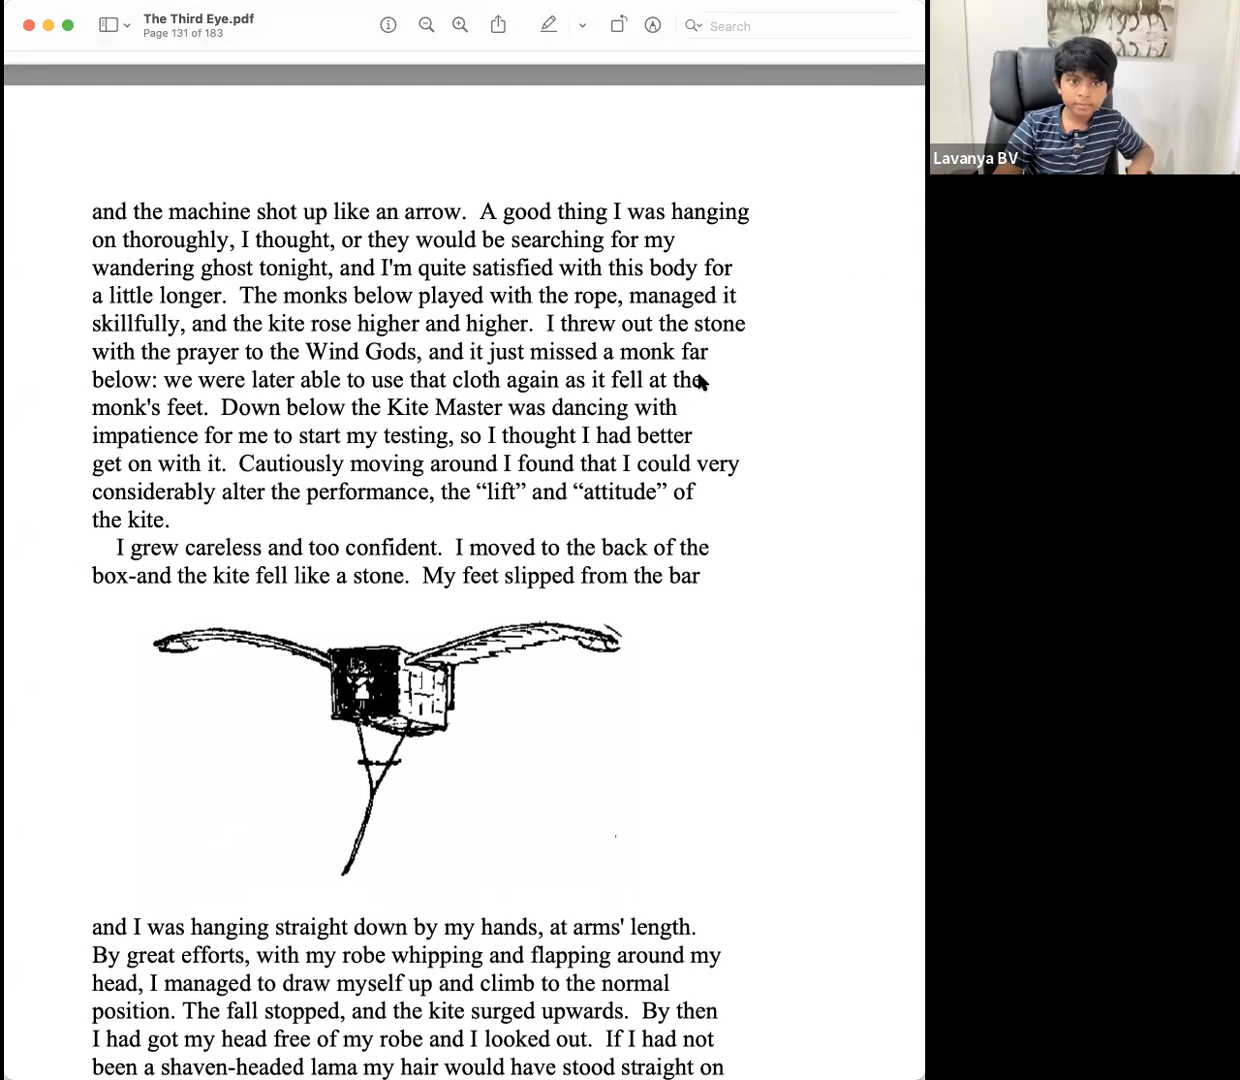 The Third Eye.pdf
Page 131 of 183
Search
Lavanya BV
and the machine shot up like an arrow.  A good thing I was hanging
on thoroughly, I thought, or they would be searching for my
wandering ghost tonight, and I'm quite satisfied with this body for
a little longer.  The monks below played with the rope, managed it
skillfully, and the kite rose higher and higher.  I threw out the stone
with the prayer to the Wind Gods, and it just missed a monk far
below: we were later able to use that cloth again as it fell at the
monk's feet.  Down below the Kite Master was dancing with
impatience for me to start my testing, so I thought I had better
get on with it.  Cautiously moving around I found that I could very
considerably alter the performance, the “lift” and “attitude” of
the kite.
I grew careless and too confident.  I moved to the back of the
box-and the kite fell like a stone.  My feet slipped from the bar
and I was hanging straight down by my hands, at arms' length.
By great efforts, with my robe whipping and flapping around my
head, I managed to draw myself up and climb to the normal
position. The fall stopped, and the kite surged upwards.  By then
I had got my head free of my robe and I looked out.  If I had not
been a shaven-headed lama my hair would have stood straight on